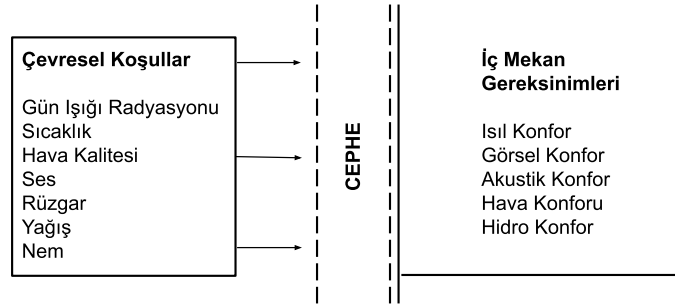 Çevresel Koşullar
Gün Işığı Radyasyonu
Sıcaklık
Hava Kalitesi
Ses
Rüzgar
Yağış
Nem
CEPHE
İç Mekan
Gereksinimleri
Isıl Konfor
Görsel Konfor
Akustik Konfor
Hava Konforu
Hidro Konfor